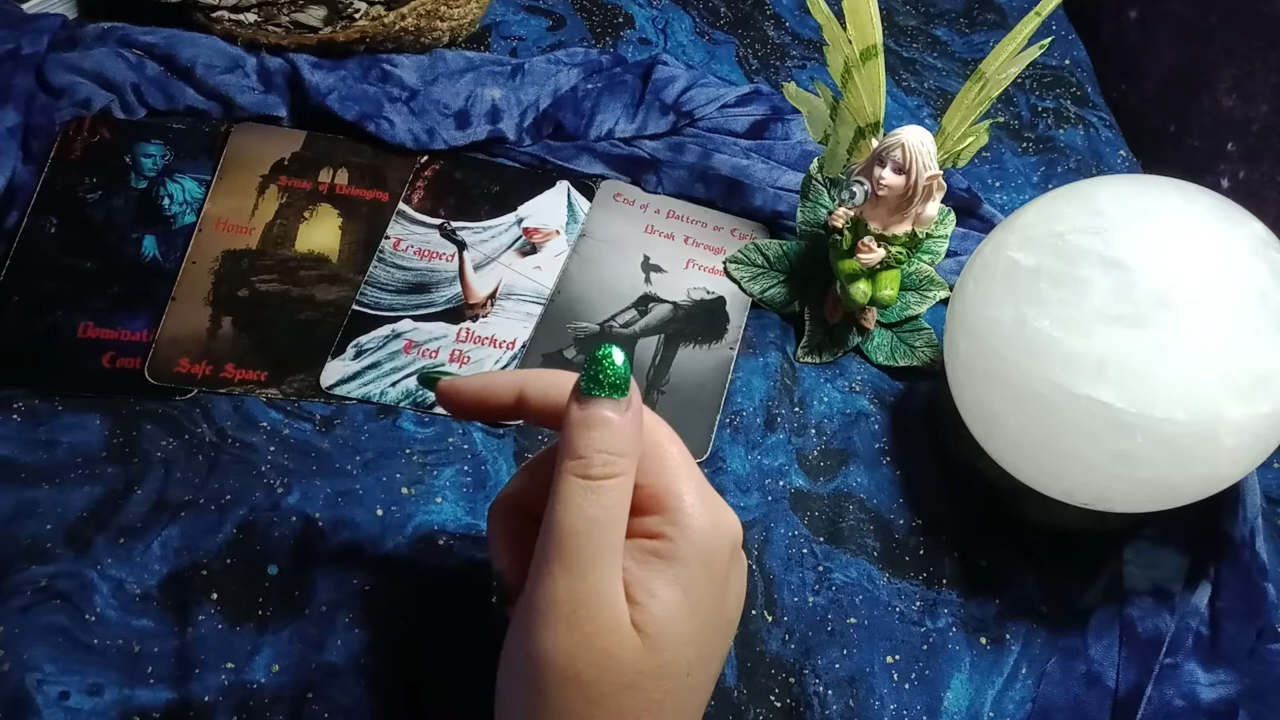 Sense of Belonging
Home
Safe Space
Trapped
Blocked
Tied Up
End of a Pattern or Cycle
Break Through